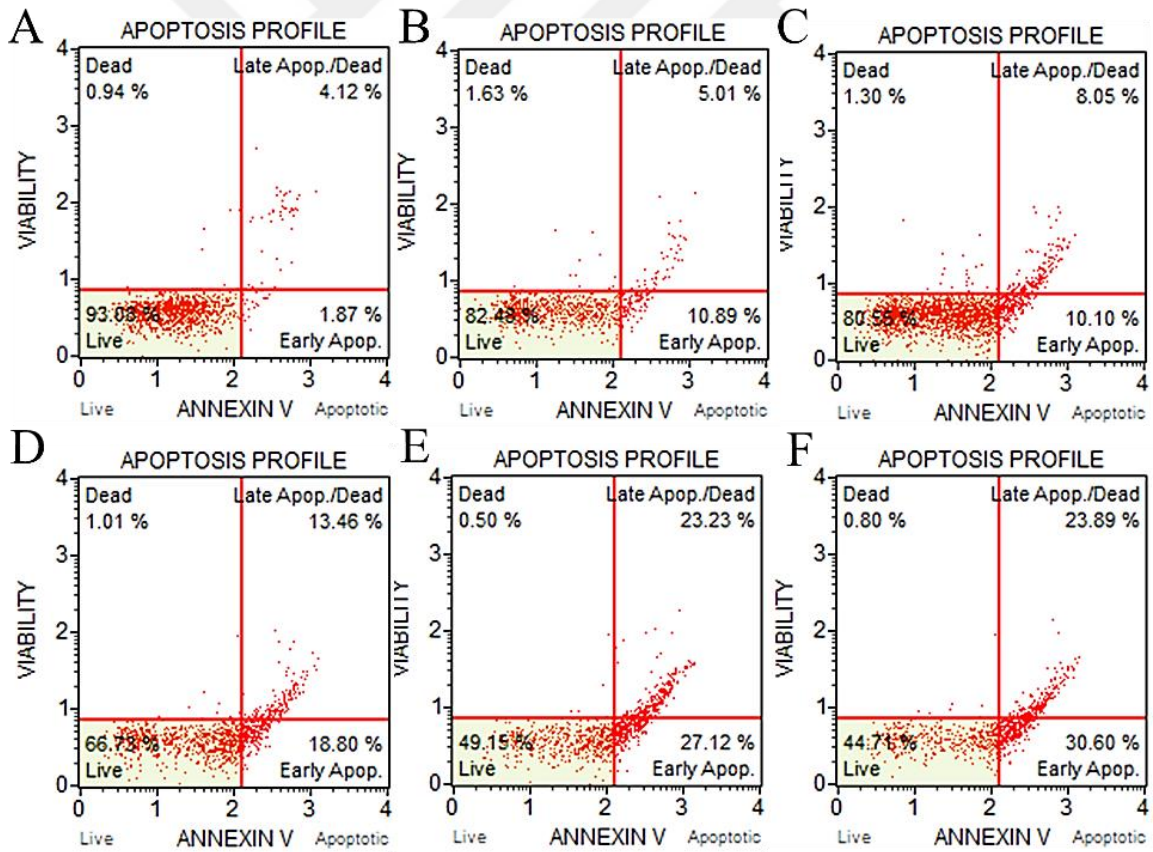 A
APOPTOSIS PROFILE
Dead Late Apop./Dead
0.94 % 4.12 %
93.08 % 1.87 %
Live Early Apop.
VIABILITY
4
3
2
1
0
0 1 2 3 4
Live ANNEXIN V Apoptotic
B
APOPTOSIS PROFILE
Dead Late Apop./Dead
1.63 % 5.01 %
82.48 % 10.89 %
Live Early Apop.
VIABILITY
4
3
2
1
0
0 1 2 3 4
Live ANNEXIN V Apoptotic
C
APOPTOSIS PROFILE
Dead Late Apop./Dead
1.30 % 8.05 %
80.55 % 10.10 %
Live Early Apop.
VIABILITY
4
3
2
1
0
0 1 2 3 4
Live ANNEXIN V Apoptotic
D
APOPTOSIS PROFILE
Dead Late Apop./Dead
1.01 % 13.46 %
66.73 % 18.80 %
Live Early Apop.
VIABILITY
4
3
2
1
0
0 1 2 3 4
Live ANNEXIN V Apoptotic
E
APOPTOSIS PROFILE
Dead Late Apop./Dead
0.50 % 23.23 %
49.15 % 27.12 %
Live Early Apop.
VIABILITY
4
3
2
1
0
0 1 2 3 4
Live ANNEXIN V Apoptotic
F
APOPTOSIS PROFILE
Dead Late Apop./Dead
0.80 % 23.89 %
44.71 % 30.60 %
Live Early Apop.
VIABILITY
4
3
2
1
0
0 1 2 3 4
Live ANNEXIN V Apoptotic